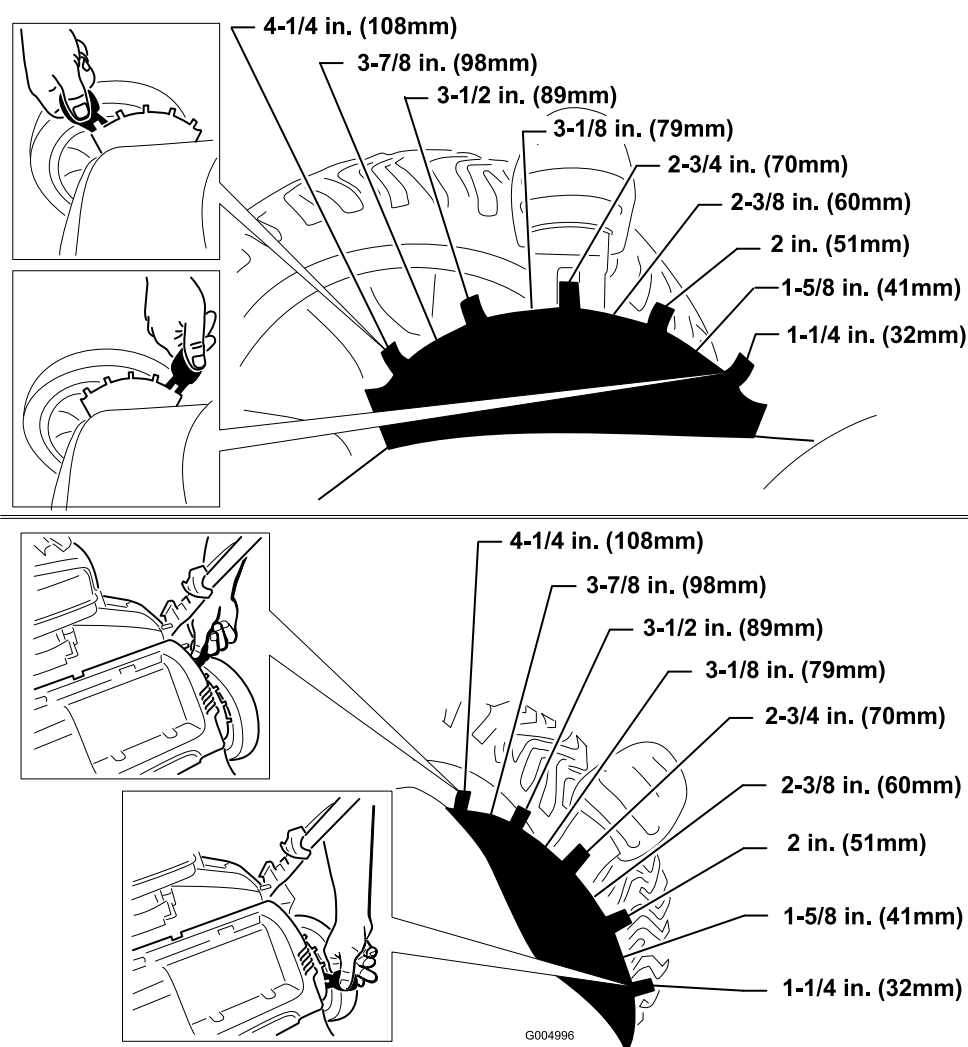 4-1/4 in. (108mm)
3-7/8 in. (98mm)
3-1/2 in. (89mm)
3-1/8 in. (79mm)
2-3/4 in. (70mm)
2-3/8 in. (60mm)
2 in. (51mm)
1-5/8 in. (41mm)
1-1/4 in. (32mm)
4-1/4 in. (108mm)
3-7/8 in. (98mm)
3-1/2 in. (89mm)
3-1/8 in. (79mm)
2-3/4 in. (70mm)
2-3/8 in. (60mm)
2 in. (51mm)
1-5/8 in. (41mm)
1-1/4 in. (32mm)
G004996